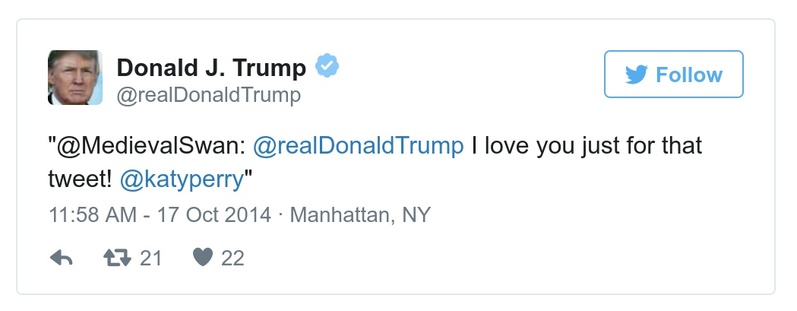 Donald J. Trump
@realDonaldTrump
Follow
"@MedievalSwan: @realDonaldTrump I love you just for that
tweet! @katyperry"
11:58 AM - 17 Oct 2014 · Manhattan, NY
21 22